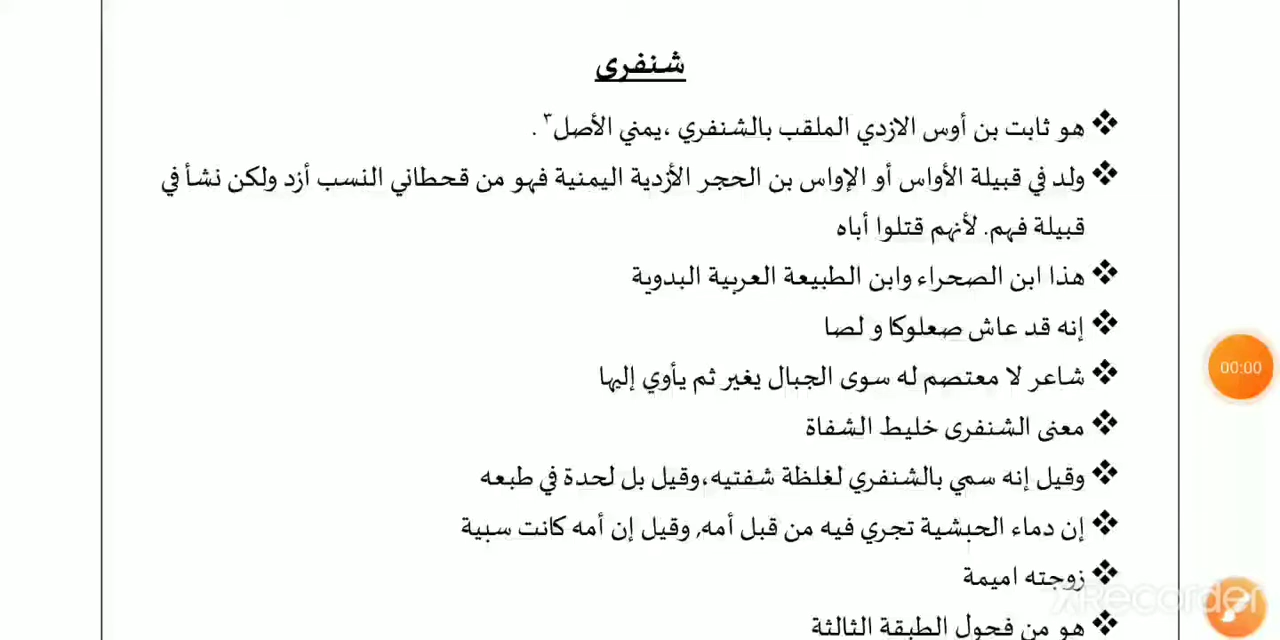 شنفرى
❖ هو ثابت بن أوس الازدي الملقب بالشنفري ،يمني الأصل٣ .
❖ ولد في قبيلة الأواس أو الإواس بن الحجر الأزدية اليمنية فهو من قحطاني النسب أزد ولكن نشأ في
قبيلة فهم. لأنهم قتلوا أباه
❖ هذا ابن الصحراء وابن الطبيعة العربية البدوية
❖ إنه قد عاش صعلوكا و لصا
00:00
❖ شاعر لا معتصم له سوى الجبال يغير ثم يأوي إليها
❖ معنى الشنفرى خليط الشفاة
❖ وقيل إنه سمي بالشنفري لغلظة شفتيه،وقيل بل لحدة في طبعه
❖ إن دماء الحبشية تجري فيه من قبل أمه, وقيل إن أمه كانت سبية
❖ زوجته اميمة
XRecorder
❖ هو من فحول الطبقة الثالثة